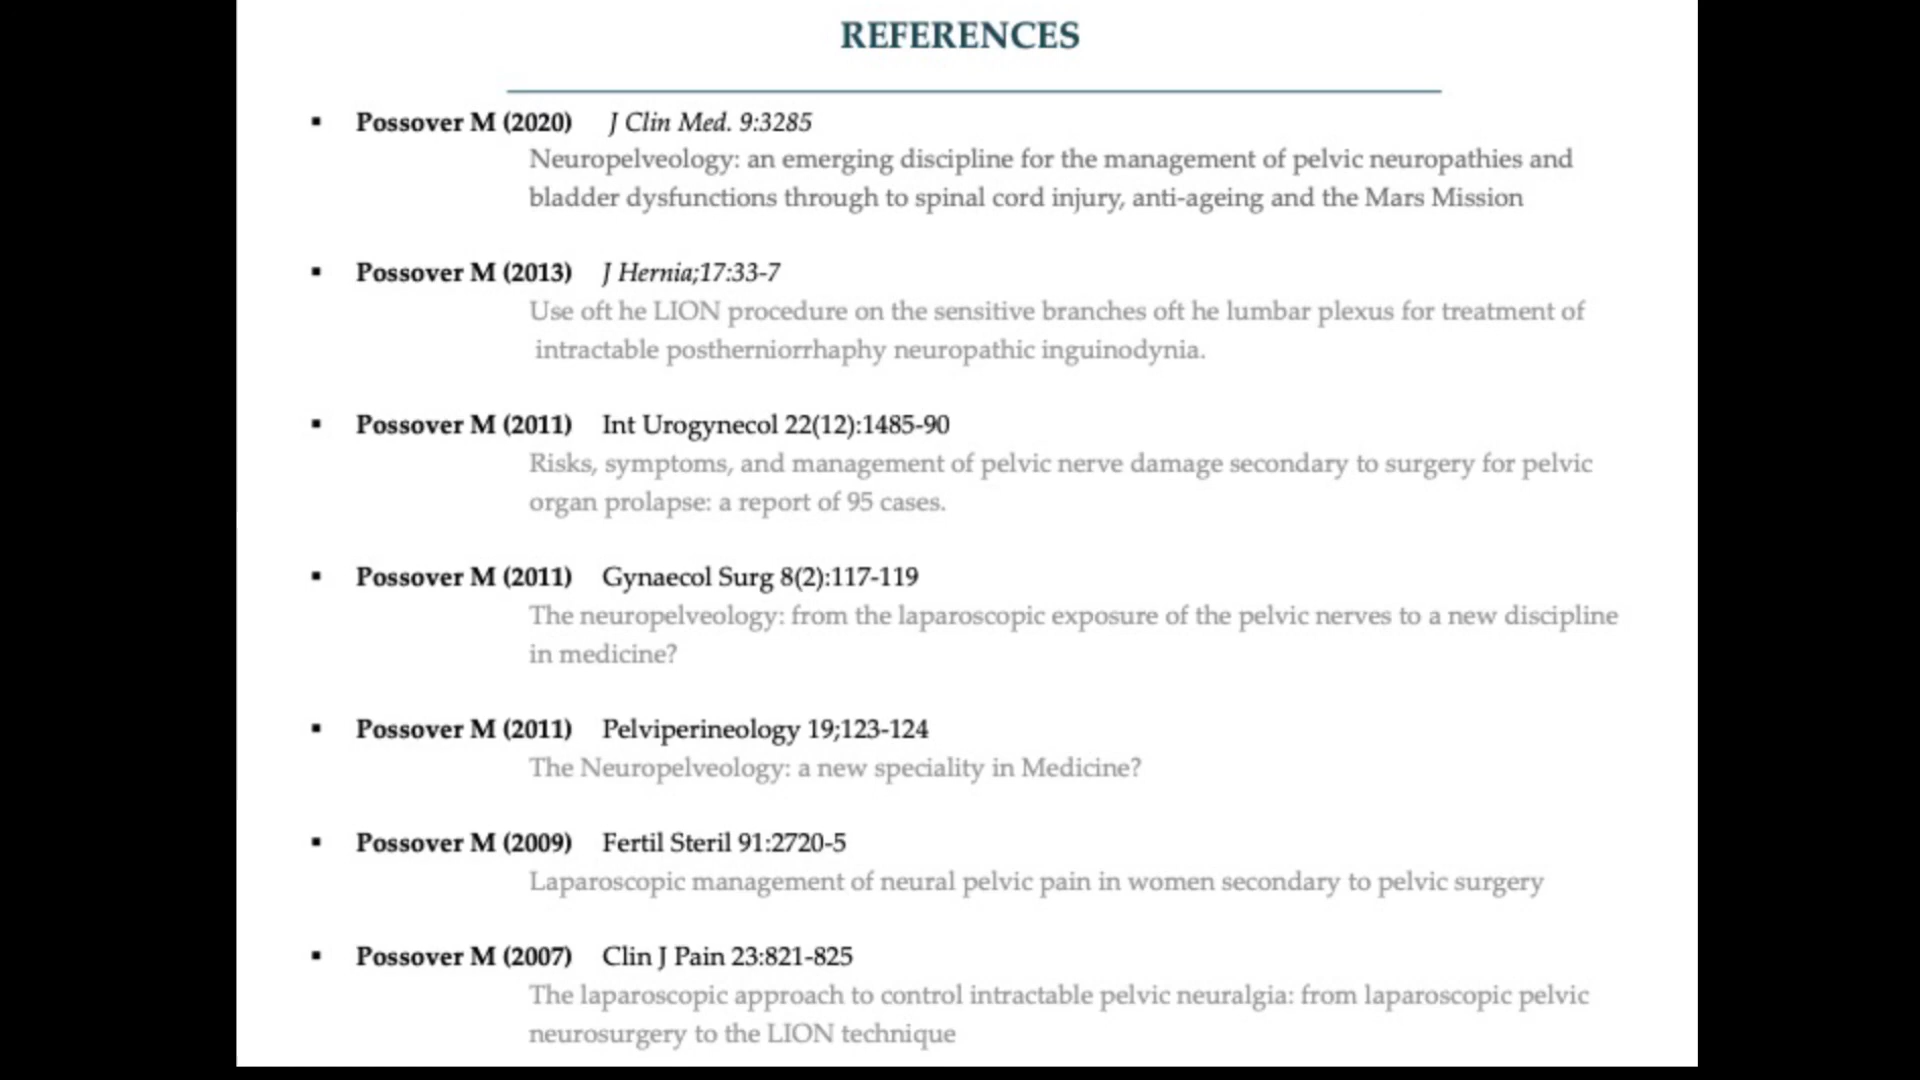 REFERENCES
▪ Possover M (2020) J Clin Med. 9:3285
Neuropelveology: an emerging discipline for the management of pelvic neuropathies and
bladder dysfunctions through to spinal cord injury, anti-ageing and the Mars Mission
▪ Possover M (2013) J Hernia;17:33-7
Use oft he LION procedure on the sensitive branches oft he lumbar plexus for treatment of
intractable postherniorrhaphy neuropathic inguinodynia.
▪ Possover M (2011) Int Urogynecol 22(12):1485-90
Risks, symptoms, and management of pelvic nerve damage secondary to surgery for pelvic
organ prolapse: a report of 95 cases.
▪ Possover M (2011) Gynaecol Surg 8(2):117-119
The neuropelveology: from the laparoscopic exposure of the pelvic nerves to a new discipline
in medicine?
▪ Possover M (2011) Pelviperineology 19;123-124
The Neuropelveology: a new speciality in Medicine?
▪ Possover M (2009) Fertil Steril 91:2720-5
Laparoscopic management of neural pelvic pain in women secondary to pelvic surgery
▪ Possover M (2007) Clin J Pain 23:821-825
The laparoscopic approach to control intractable pelvic neuralgia: from laparoscopic pelvic
neurosurgery to the LION technique